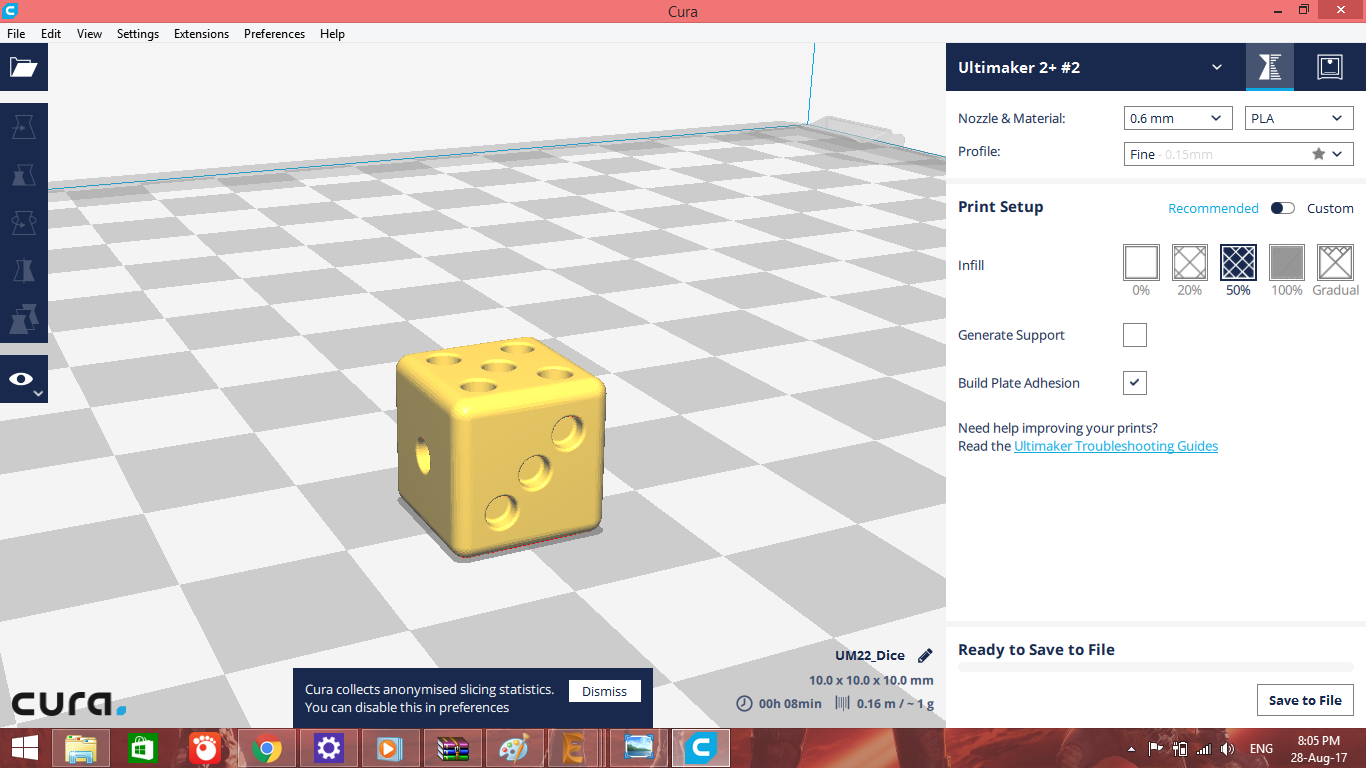 Cura
File Edit View Settings Extensions Preferences Help
Ultimaker 2+ #2
Nozzle & Material: 0.6 mm PLA
Profile: Fine - 0.15mm
Print Setup Recommended Custom
Infill
0% 20% 50% 100% Gradual
Generate Support
Build Plate Adhesion
Need help improving your prints?
Read the Ultimaker Troubleshooting Guides
UM22_Dice
10.0 x 10.0 x 10.0 mm
00h 08min 0.16 m / ~ 1 g
Cura collects anonymised slicing statistics.
You can disable this in preferences
Dismiss
cura.
Ready to Save to File
Save to File
ENG
8:05 PM
28-Aug-17